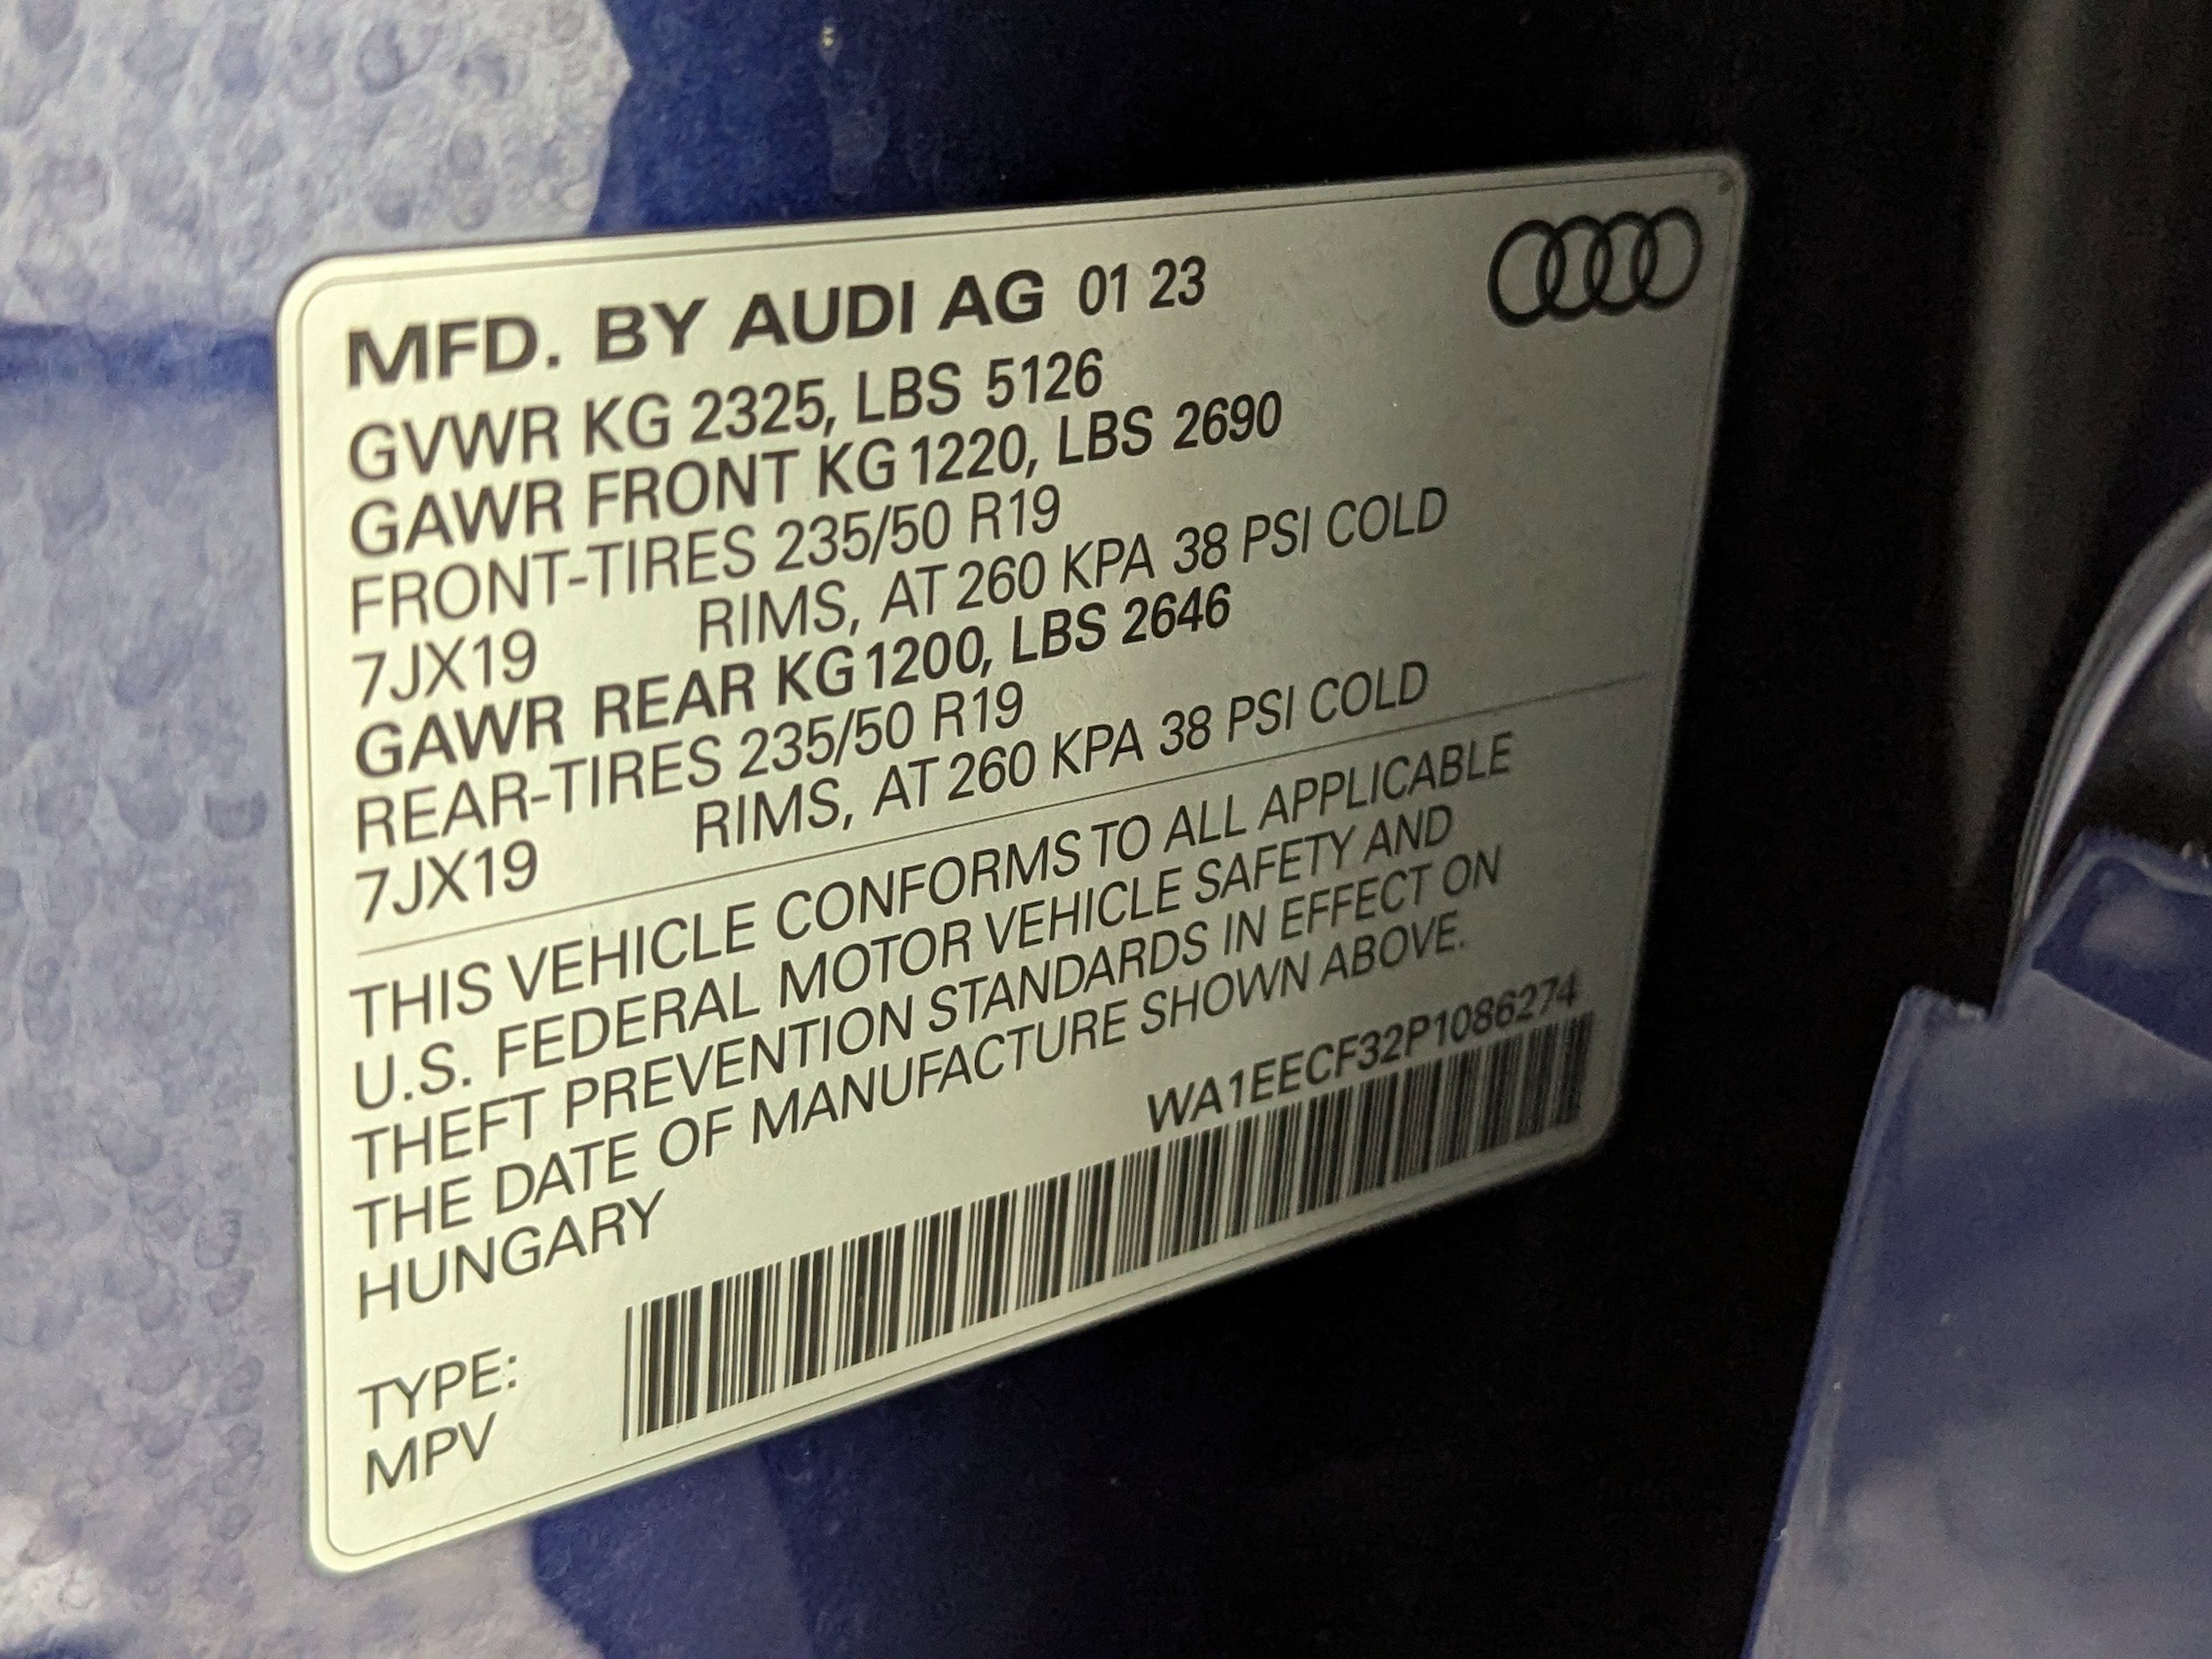 MFD. BY AUDI AG 01 23
GVWR KG 2325, LBS 5126
GAWR FRONT KG 1220, LBS 2690
FRONT-TIRES 235/50 R19
7JX19 RIMS, AT 260 KPA 38 PSI COLD
GAWR REAR KG 1200, LBS 2646
REAR-TIRES 235/50 R19
7JX19 RIMS, AT 260 KPA 38 PSI COLD
THIS VEHICLE CONFORMS TO ALL APPLICABLE
U.S. FEDERAL MOTOR VEHICLE SAFETY AND
THEFT PREVENTION STANDARDS IN EFFECT ON
THE DATE OF MANUFACTURE SHOWN ABOVE.
HUNGARY
WA1EECF32P1086274
TYPE:
MPV